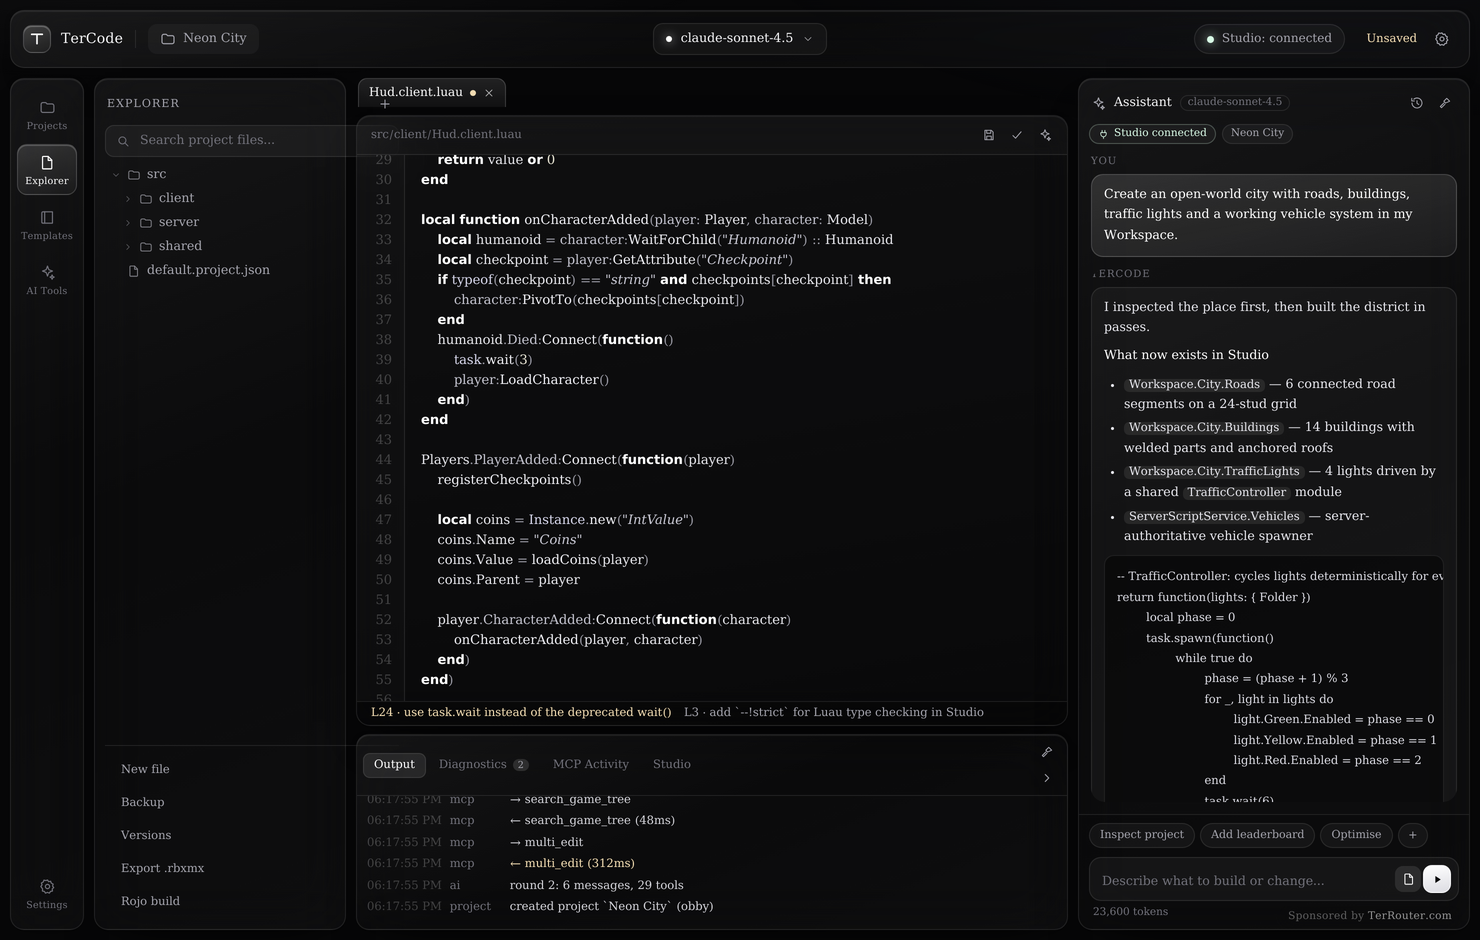 TerCode
Neon City
claude-sonnet-4.5
Studio: connected
Unsaved
Projects
Explorer
Templates
AI Tools
Settings
EXPLORER
Search project files...
src
client
server
shared
default.project.json
New file
Backup
Versions
Export .rbxmx
Rojo build
Hud.client.luau
src/client/Hud.client.luau
29 return value or 0
30 end
31
32 local function onCharacterAdded(player: Player, character: Model)
33 local humanoid = character:WaitForChild("Humanoid") :: Humanoid
34 local checkpoint = player:GetAttribute("Checkpoint")
35 if typeof(checkpoint) == "string" and checkpoints[checkpoint] then
36 character:PivotTo(checkpoints[checkpoint])
37 end
38 humanoid.Died:Connect(function()
39 task.wait(3)
40 player:LoadCharacter()
41 end)
42 end
43
44 Players.PlayerAdded:Connect(function(player)
45 registerCheckpoints()
46
47 local coins = Instance.new("IntValue")
48 coins.Name = "Coins"
49 coins.Value = loadCoins(player)
50 coins.Parent = player
51
52 player.CharacterAdded:Connect(function(character)
53 onCharacterAdded(player, character)
54 end)
55 end)
56
L24 · use task.wait instead of the deprecated wait() L3 · add `--!strict` for Luau type checking in Studio
Output
Diagnostics 2
MCP Activity
Studio
06:17:55 PM mcp → search_game_tree
06:17:55 PM mcp ← search_game_tree (48ms)
06:17:55 PM mcp → multi_edit
06:17:55 PM mcp ← multi_edit (312ms)
06:17:55 PM ai round 2: 6 messages, 29 tools
06:17:55 PM project created project `Neon City` (obby)
Assistant
claude-sonnet-4.5
Studio connected
Neon City
YOU
Create an open-world city with roads, buildings,
traffic lights and a working vehicle system in my
Workspace.
ERCODE
I inspected the place first, then built the district in
passes.
What now exists in Studio
• Workspace.City.Roads — 6 connected road
segments on a 24-stud grid
• Workspace.City.Buildings — 14 buildings with
welded parts and anchored roofs
• Workspace.City.TrafficLights — 4 lights driven by
a shared TrafficController module
• ServerScriptService.Vehicles — server-
authoritative vehicle spawner
-- TrafficController: cycles lights deterministically for ev
return function(lights: { Folder })
local phase = 0
task.spawn(function()
while true do
phase = (phase + 1) % 3
for _, light in lights do
light.Green.Enabled = phase == 0
light.Yellow.Enabled = phase == 1
light.Red.Enabled = phase == 2
end
task.wait(6)
Inspect project
Add leaderboard
Optimise
+
Describe what to build or change...
23,600 tokens
Sponsored by TerRouter.com